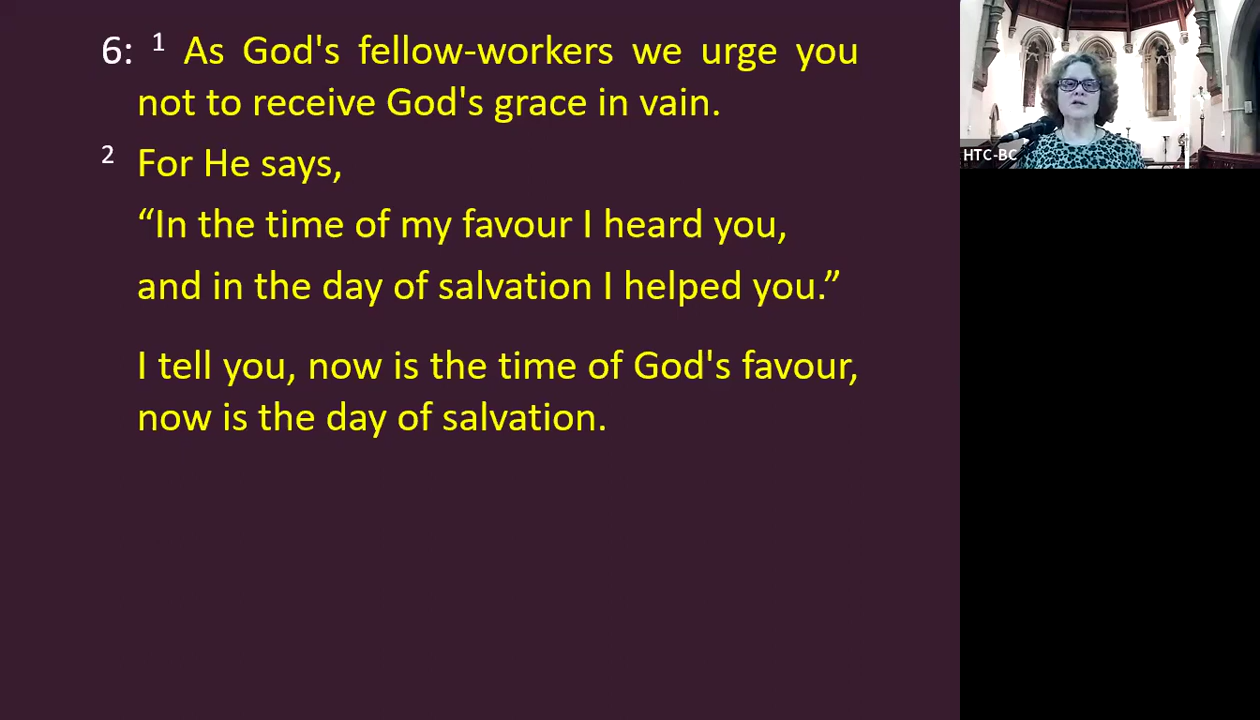 6: 1 As God's fellow-workers we urge you
not to receive God's grace in vain.
2 For He says,
“In the time of my favour I heard you,
and in the day of salvation I helped you.”
I tell you, now is the time of God's favour,
now is the day of salvation.
HTC-BC